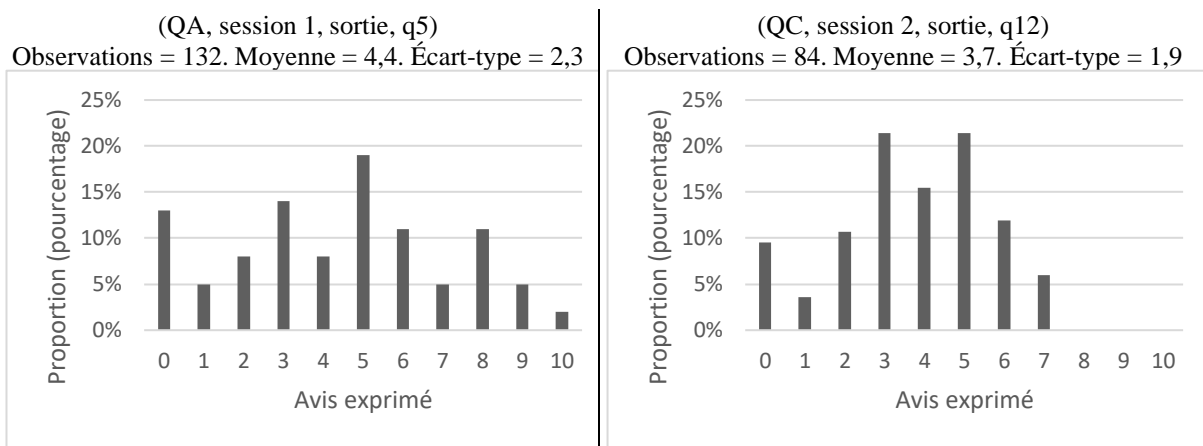 (QA, session 1, sortie, q5)
Observations = 132. Moyenne = 4,4. Écart-type = 2,3
25%
20%
15%
10%
5%
0%
Proportion (pourcentage)
0 1 2 3 4 5 6 7 8 9 10
Avis exprimé
(QC, session 2, sortie, q12)
Observations = 84. Moyenne = 3,7. Écart-type = 1,9
25%
20%
15%
10%
5%
0%
Proportion (pourcentage)
0 1 2 3 4 5 6 7 8 9 10
Avis exprimé